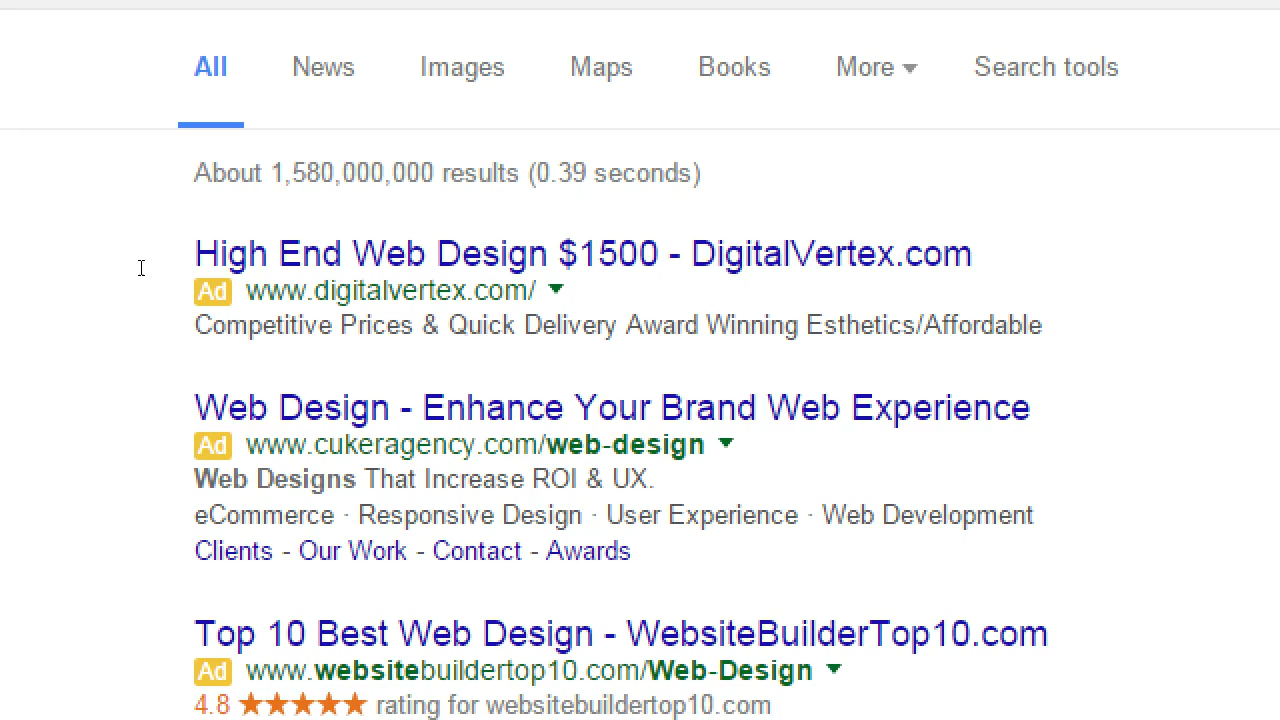 All News Images Maps Books More Search tools
About 1,580,000,000 results (0.39 seconds)
High End Web Design $1500 - DigitalVertex.com
Ad www.digitalvertex.com/
Competitive Prices & Quick Delivery Award Winning Esthetics/Affordable
Web Design - Enhance Your Brand Web Experience
Ad www.cukeragency.com/web-design
Web Designs That Increase ROI & UX.
eCommerce · Responsive Design · User Experience · Web Development
Clients - Our Work - Contact - Awards
Top 10 Best Web Design - WebsiteBuilderTop10.com
Ad www.websitebuildertop10.com/Web-Design
4.8 ★★★★★ rating for websitebuildertop10.com